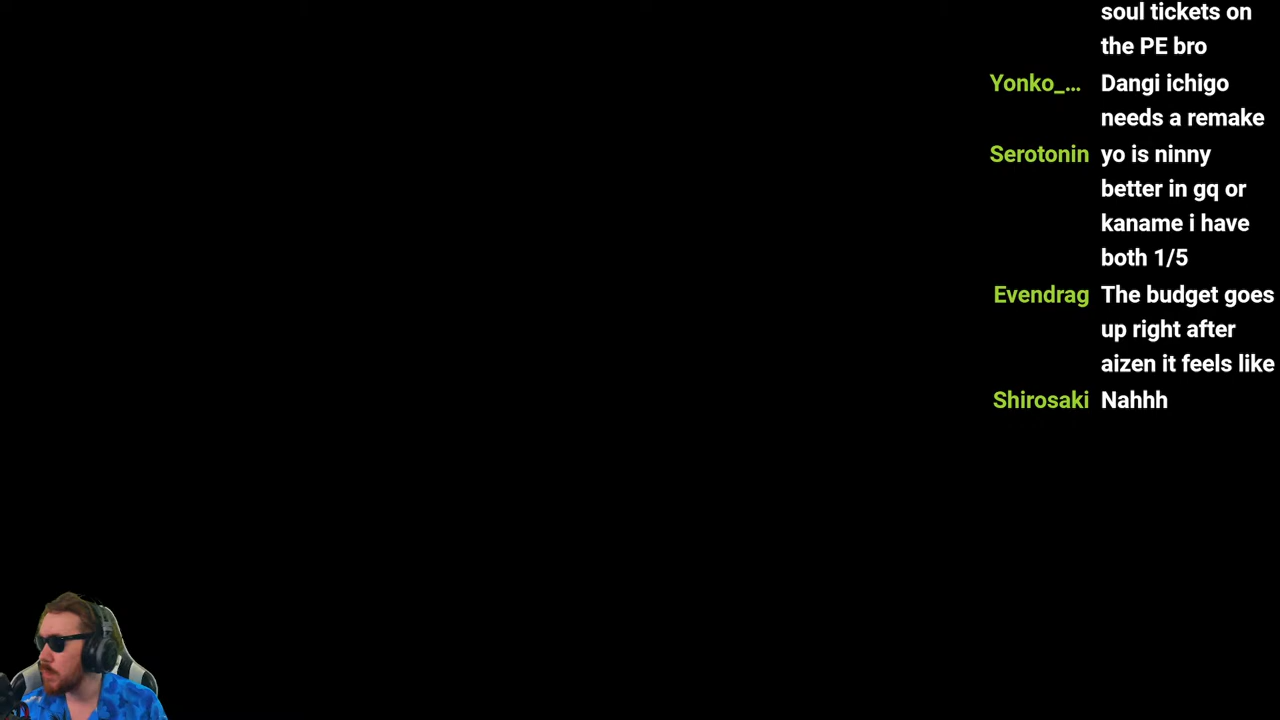 soul tickets on
the PE bro
Yonko_… Dangi ichigo
needs a remake
Serotonin yo is ninny
better in gq or
kaname i have
both 1/5
Evendrag The budget goes
up right after
aizen it feels like
Shirosaki Nahhh